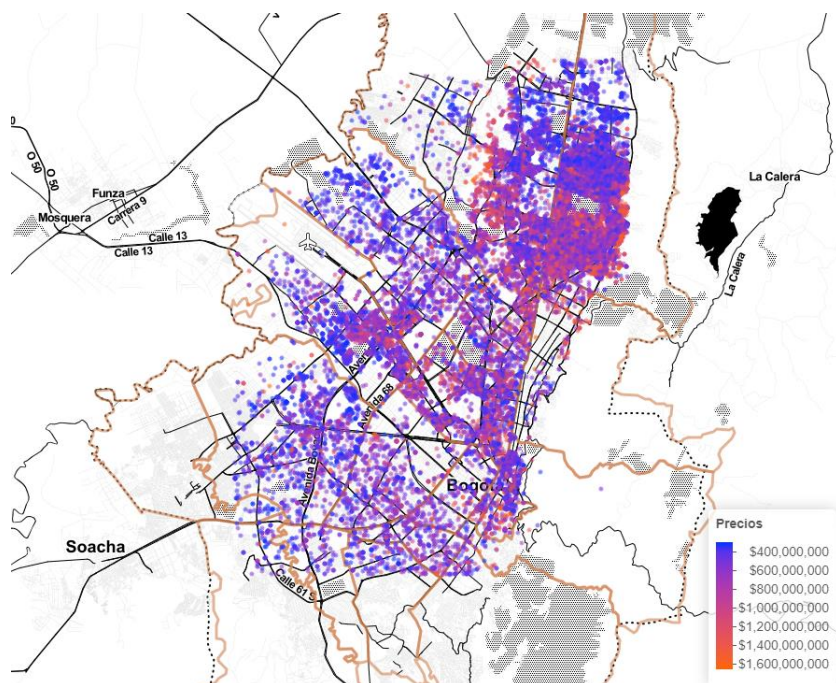 O 50
O 50
Funza
Carrera 9
Mosquera
Calle 13
Calle 13
La Calera
La Calera
Avenida 68
Avenida Boyac
Bogot
Soacha
Calle 61 S
Precios
$400,000,000
$600,000,000
$800,000,000
$1,000,000,000
$1,200,000,000
$1,400,000,000
$1,600,000,000